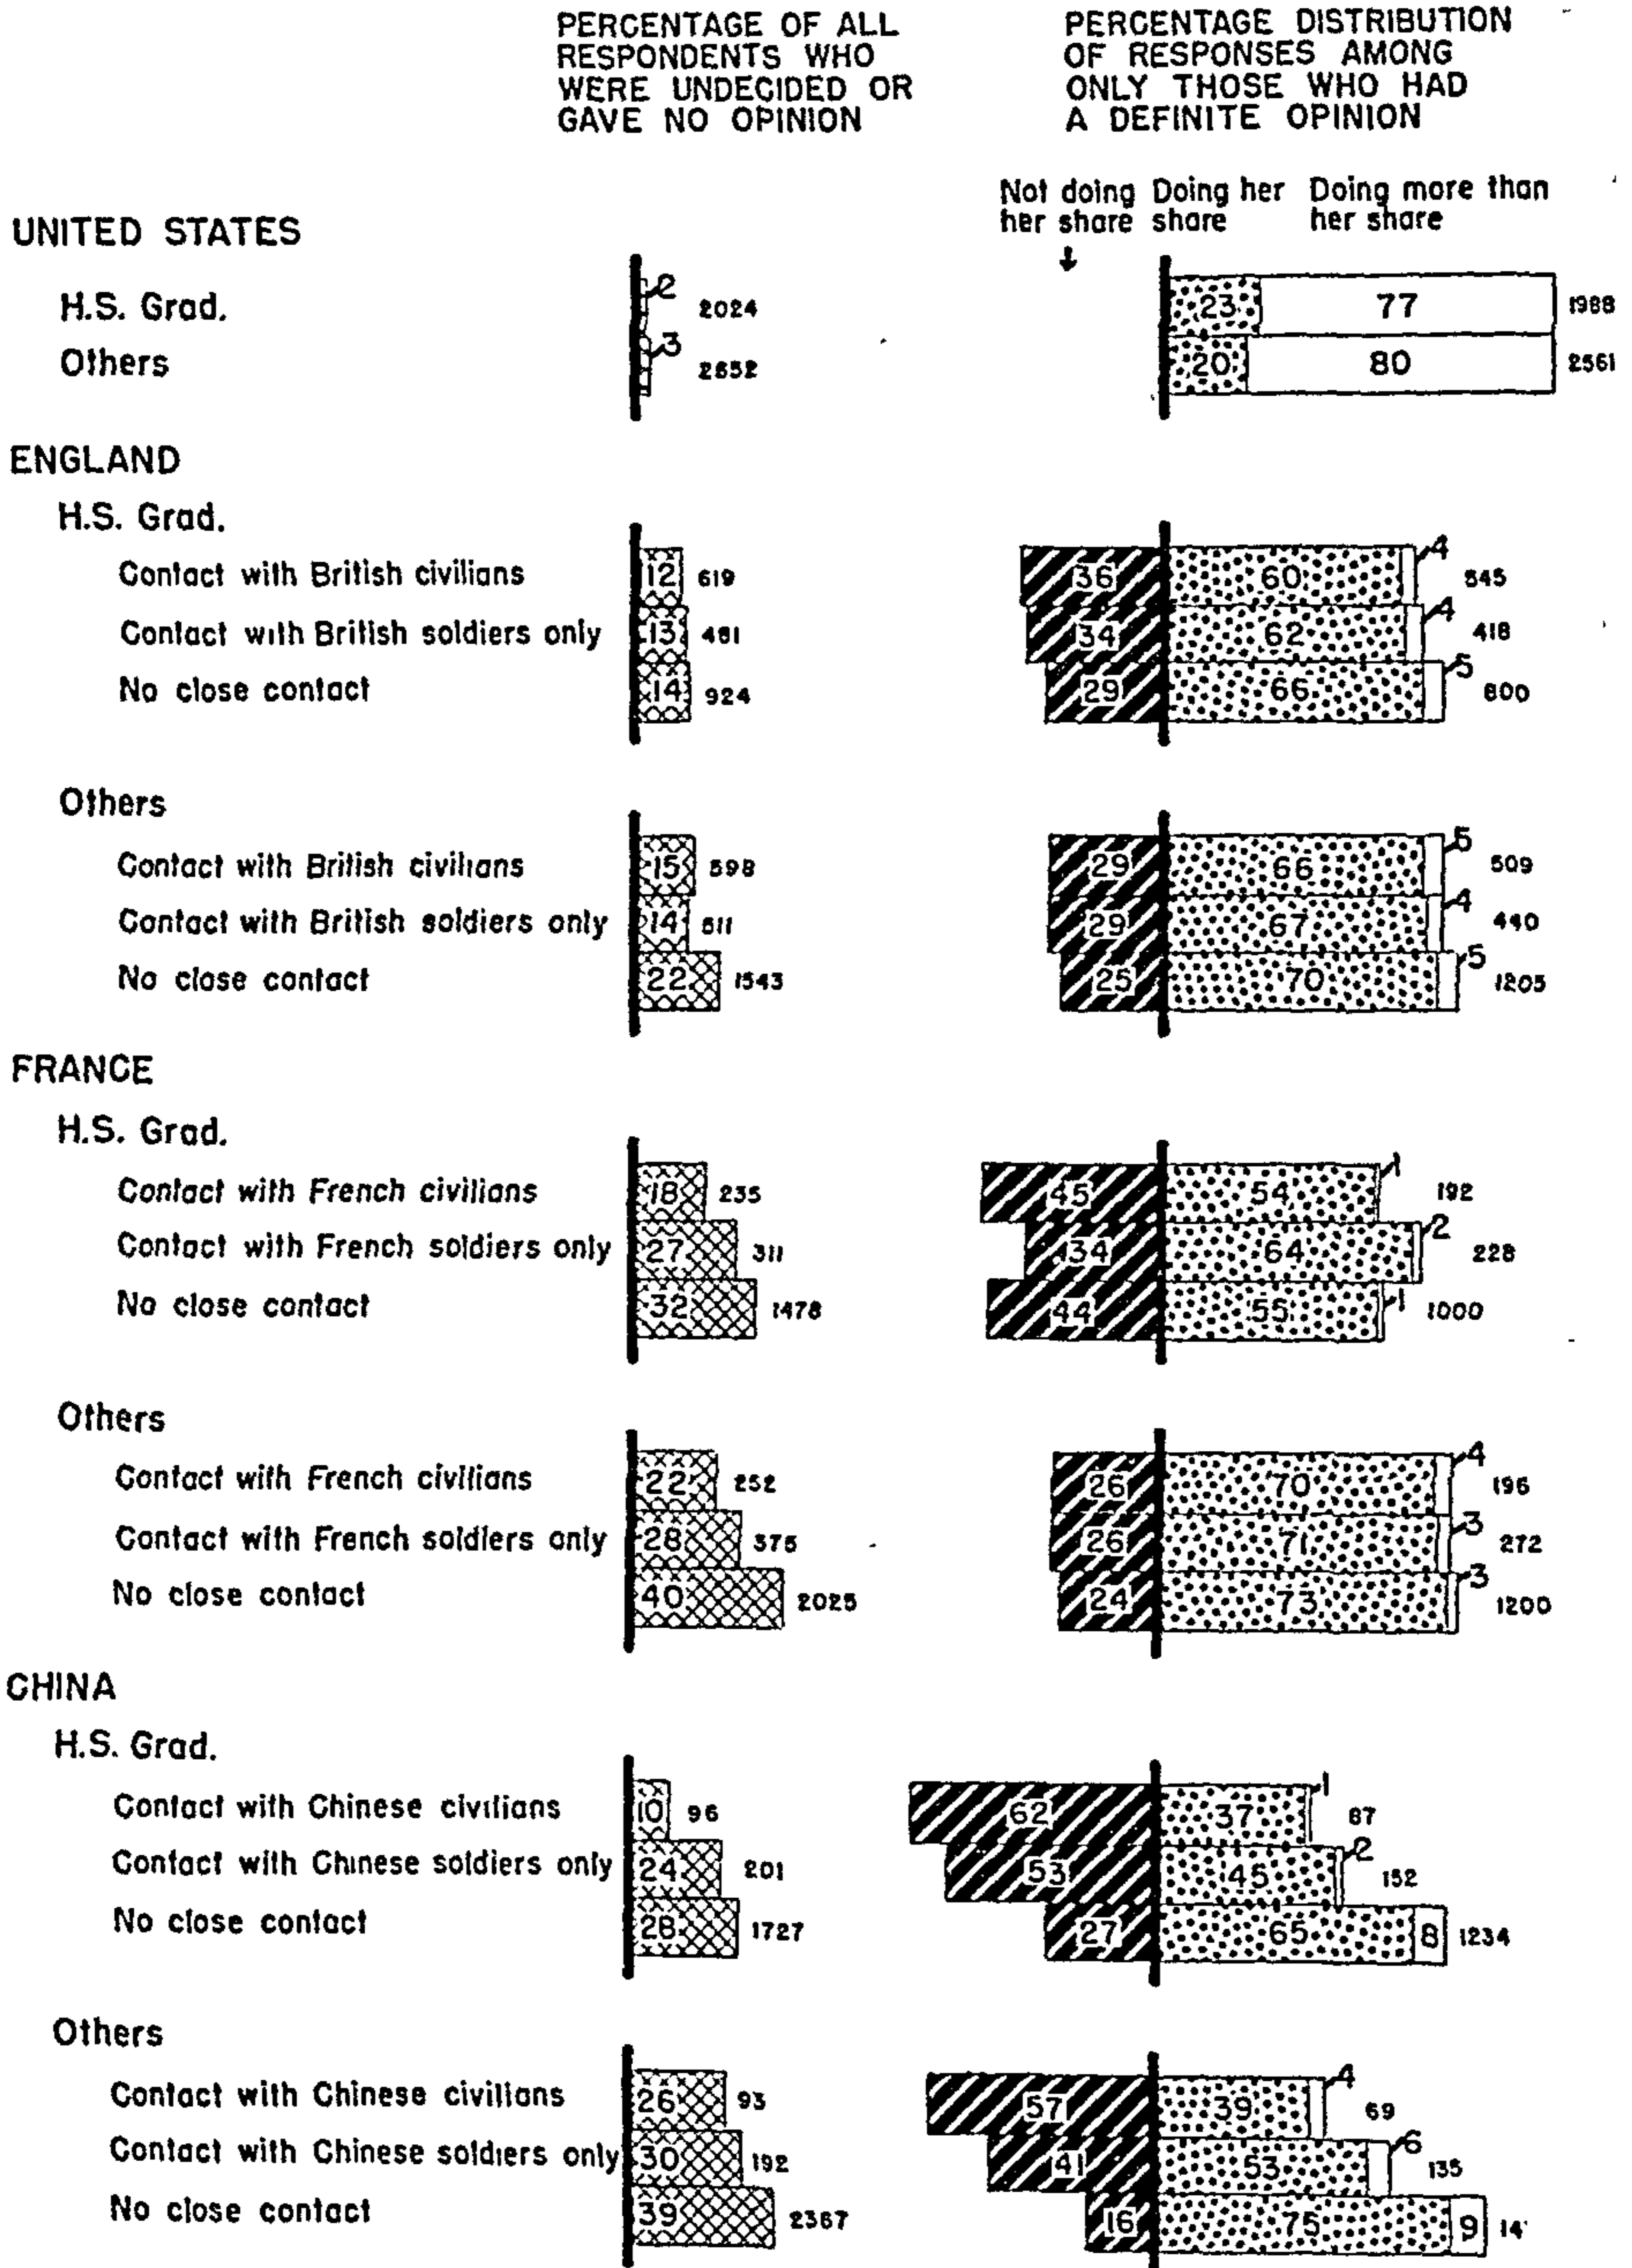 PERCENTAGE OF ALL
RESPONDENTS WHO
WERE UNDECIDED OR
GAVE NO OPINION
PERCENTAGE DISTRIBUTION
OF RESPONSES AMONG
ONLY THOSE WHO HAD
A DEFINITE OPINION
Not doing her share
Doing her share
Doing more than her share
UNITED STATES
H.S. Grad. 2 2024 23 77 1988
Others 3 2652 20 80 2561
ENGLAND
H.S. Grad.
Contact with British civilians 12 619 36 60 4 545
Contact with British soldiers only 13 481 34 62 4 418
No close contact 14 924 29 66 5 800
Others
Contact with British civilians 15 598 29 66 5 509
Contact with British soldiers only 14 511 29 67 4 440
No close contact 22 1543 25 70 5 1205
FRANCE
H.S. Grad.
Contact with French civilians 18 235 45 54 1 192
Contact with French soldiers only 27 311 34 64 2 228
No close contact 32 1478 44 55 1 1000
Others
Contact with French civilians 22 252 26 70 4 196
Contact with French soldiers only 28 375 26 71 3 272
No close contact 40 2025 24 73 3 1200
CHINA
H.S. Grad.
Contact with Chinese civilians 10 96 62 37 1 87
Contact with Chinese soldiers only 24 201 53 45 2 152
No close contact 28 1727 27 65 8 1234
Others
Contact with Chinese civilians 26 93 57 39 4 69
Contact with Chinese soldiers only 30 192 41 53 6 135
No close contact 39 2367 16 75 9